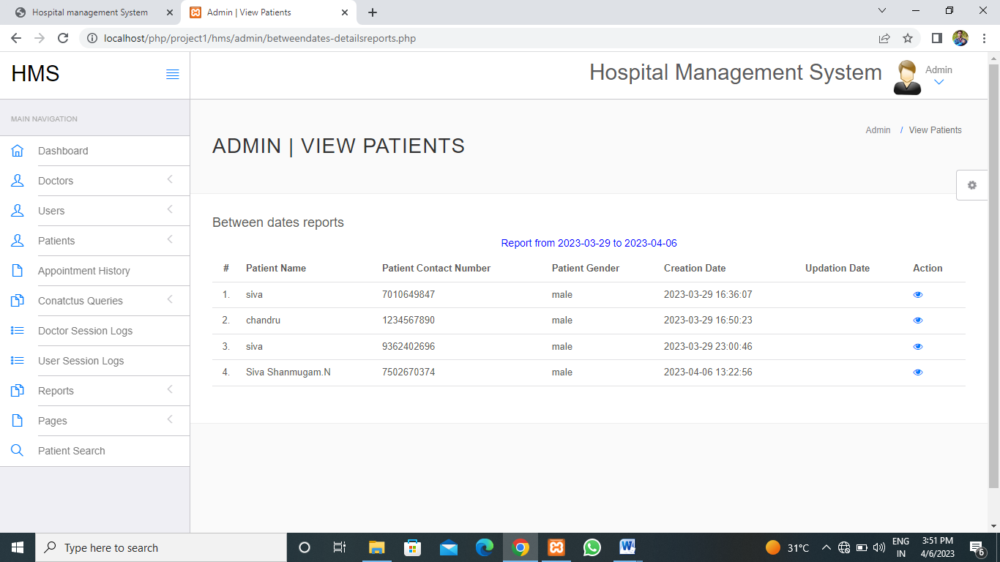 Hospital management System
Admin | View Patients
localhost/php/project1/hms/admin/betweendates-detailsreports.php
HMS
Hospital Management System
Admin
MAIN NAVIGATION
Dashboard
Doctors
Users
Patients
Appointment History
Conatctus Queries
Doctor Session Logs
User Session Logs
Reports
Pages
Patient Search
ADMIN | VIEW PATIENTS
Admin / View Patients
Between dates reports
Report from 2023-03-29 to 2023-04-06
# Patient Name Patient Contact Number Patient Gender Creation Date Updation Date Action
1. siva 7010649847 male 2023-03-29 16:36:07
2. chandru 1234567890 male 2023-03-29 16:50:23
3. siva 9362402696 male 2023-03-29 23:00:46
4. Siva Shanmugam.N 7502670374 male 2023-04-06 13:22:56
Type here to search
31°C
ENG
IN
3:51 PM
4/6/2023
6